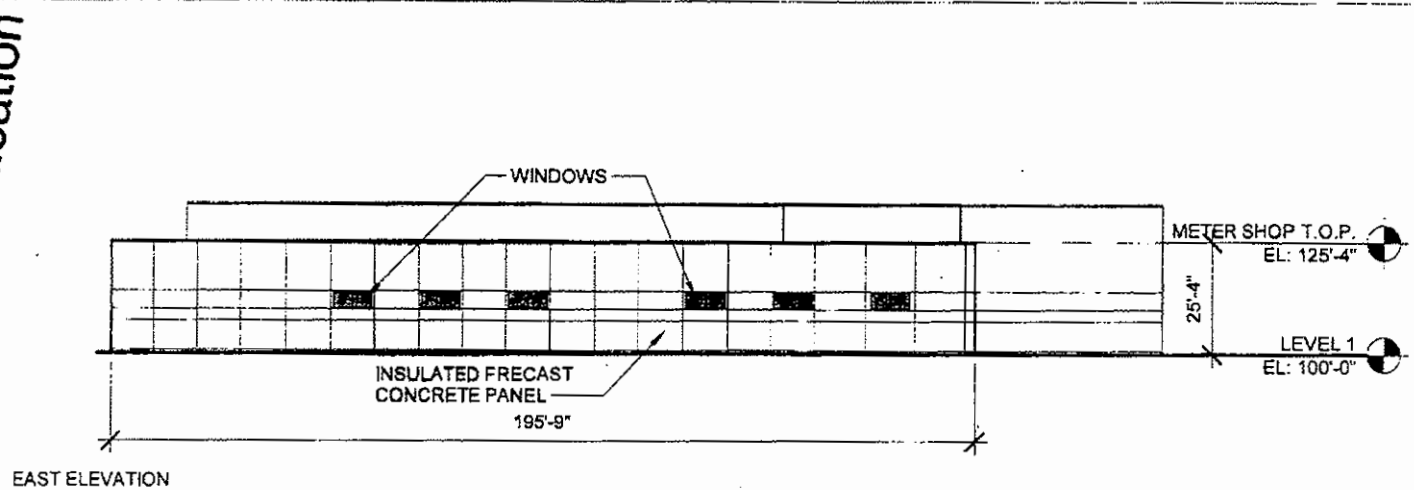 WINDOWS
METER SHOP T.O.P.
EL: 125'-4"
25'-4"
LEVEL 1
EL: 100'-0"
INSULATED FRECAST
CONCRETE PANEL
195'-9"
EAST ELEVATION